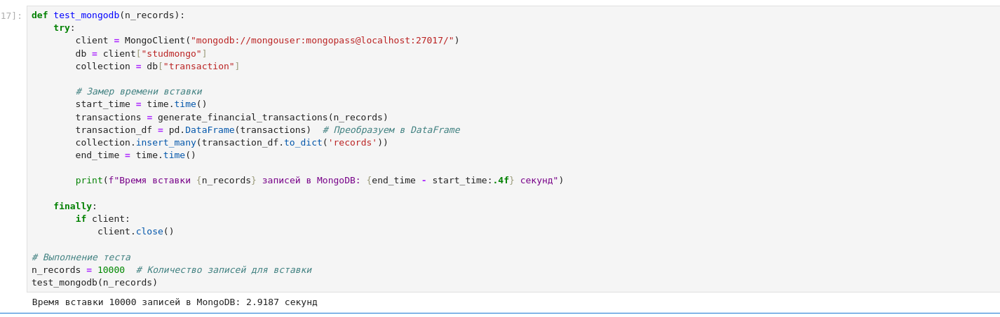 17]:
def test_mongodb(n_records):
    try:
        client = MongoClient("mongodb://mongouser:mongopass@localhost:27017/")
        db = client["studmongo"]
        collection = db["transaction"]

        # Замер времени вставки
        start_time = time.time()
        transactions = generate_financial_transactions(n_records)
        transaction_df = pd.DataFrame(transactions)  # Преобразуем в DataFrame
        collection.insert_many(transaction_df.to_dict('records'))
        end_time = time.time()

        print(f"Время вставки {n_records} записей в MongoDB: {end_time - start_time:.4f} секунд")

    finally:
        if client:
            client.close()

# Выполнение теста
n_records = 10000  # Количество записей для вставки
test_mongodb(n_records)
Время вставки 10000 записей в MongoDB: 2.9187 секунд